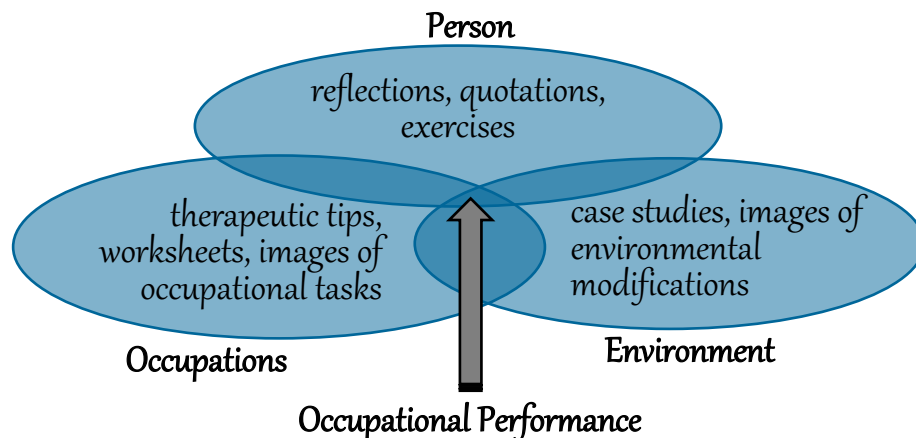 Person
reflections, quotations,
exercises
therapeutic tips,
worksheets, images of
occupational tasks
case studies, images of
environmental
modifications
Occupations
Environment
Occupational Performance